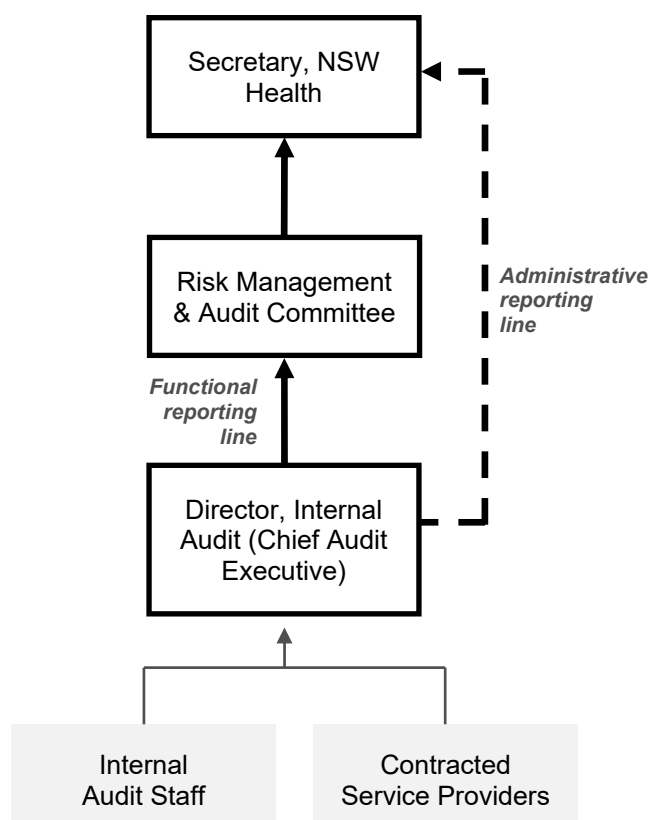 Secretary, NSW
Health
Risk Management
& Audit Committee
Administrative
reporting
line
Functional
reporting
line
Director, Internal
Audit (Chief Audit
Executive)
Internal
Audit Staff
Contracted
Service Providers